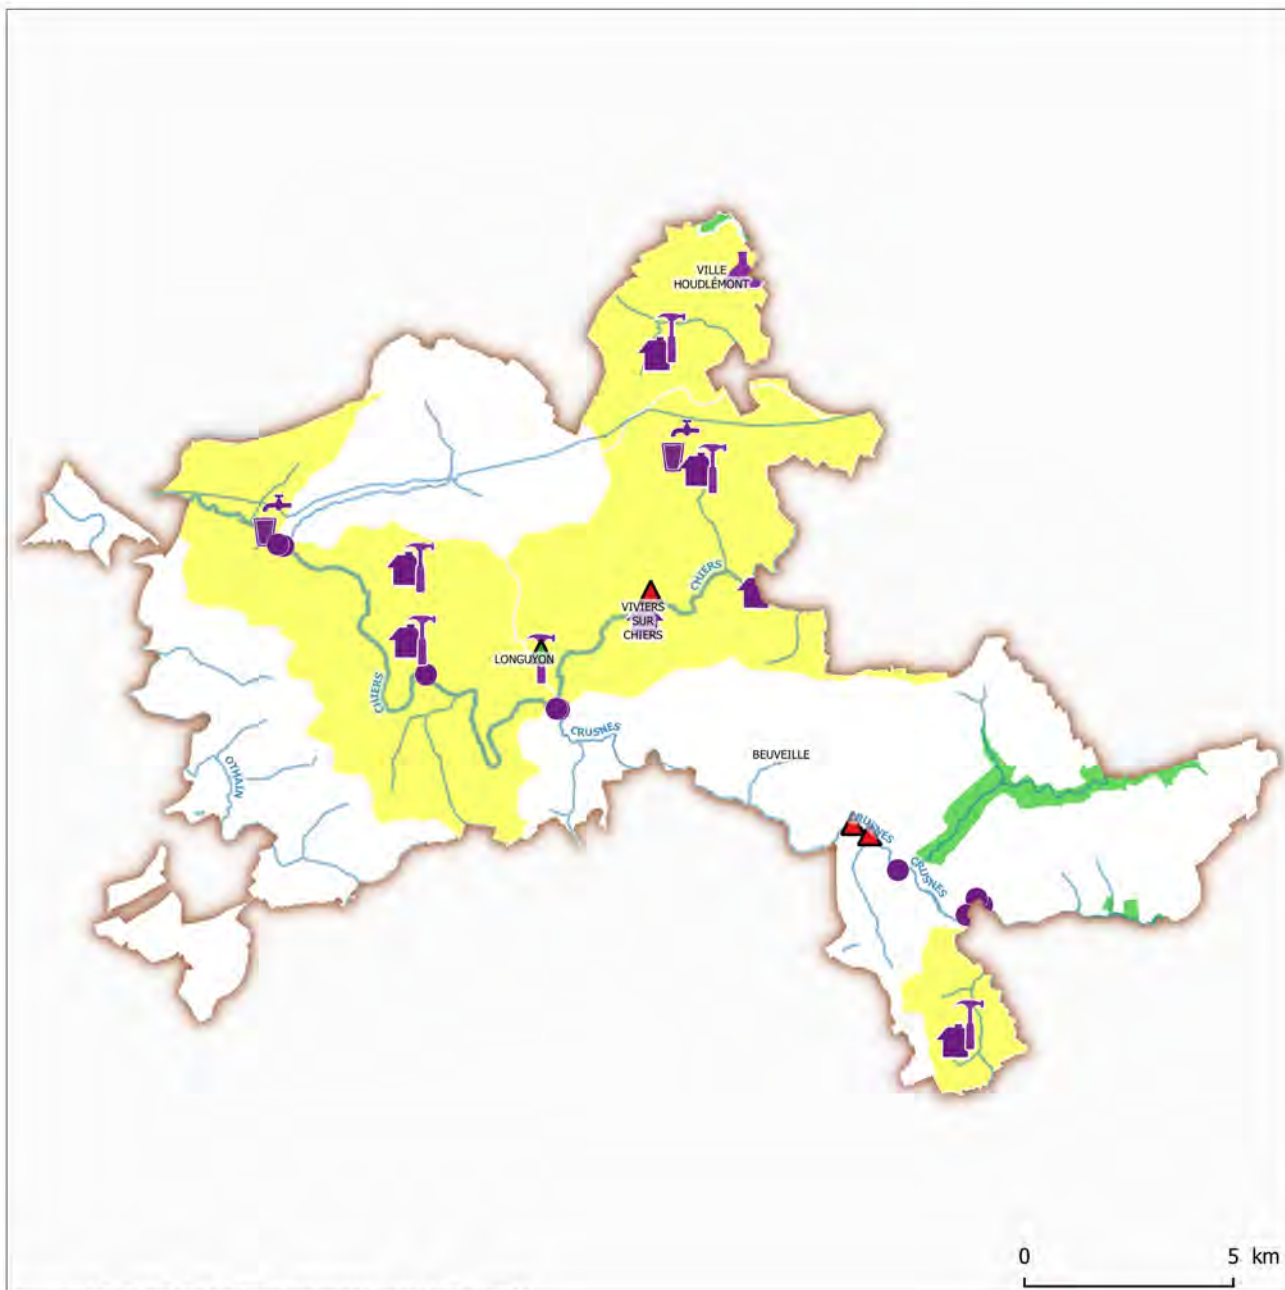 VILLE
HOUDLÉMONT
CHIERS
VIVIERS
SUR
CHIERS
LONGUYON
CHIERS
CRUSNES
BEUVEILLE
OTHAIN
CRUSNES
CRUSNES
0 5 km